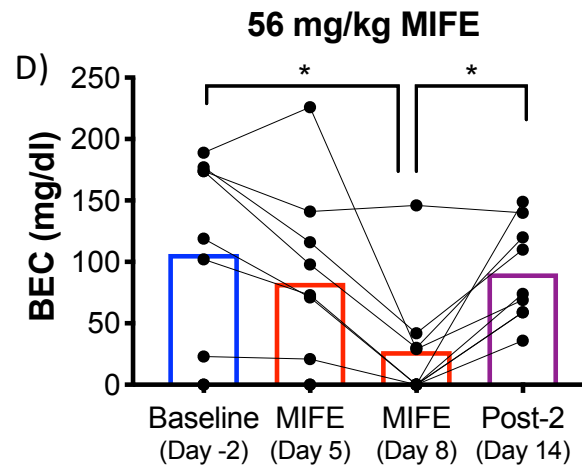 56 mg/kg MIFE
D)
* *
BEC (mg/dl)
250
200
150
100
50
0
Baseline MIFE MIFE Post-2
(Day -2) (Day 5) (Day 8) (Day 14)